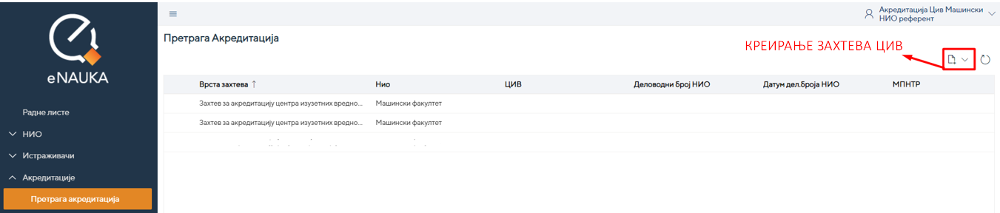 eNAUKA
Радне листе
НИО
Истраживачи
Акредитације
Претрага акредитација
Акредитација Цив Машински
НИО референт
Претрага Акредитација
КРЕИРАЊЕ ЗАХТЕВА ЦИВ
Врста захтева ↑ Нио ЦИВ Деловодни број НИО Датум дел.броја НИО МПНТР
Захтев за акредитацију центра изузетних вредно... Машински факултет
Захтев за акредитацију центра изузетних вредно... Машински факултет